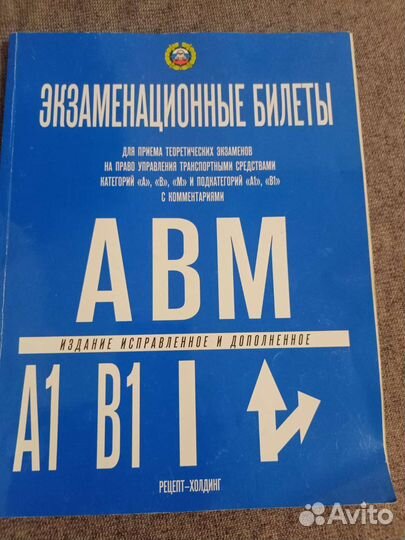 ЭКЗАМЕНАЦИОННЫЕ БИЛЕТЫ
ДЛЯ ПРИЕМА ТЕОРЕТИЧЕСКИХ ЭКЗАМЕНОВ
НА ПРАВО УПРАВЛЕНИЯ ТРАНСПОРТНЫМИ СРЕДСТВАМИ
КАТЕГОРИЙ «А», «В», «М» И ПОДКАТЕГОРИЙ «А1», «В1»
С КОММЕНТАРИЯМИ
А В М
ИЗДАНИЕ ИСПРАВЛЕННОЕ И ДОПОЛНЕННОЕ
А1 В1
РЕЦЕПТ-ХОЛДИНГ
Avito